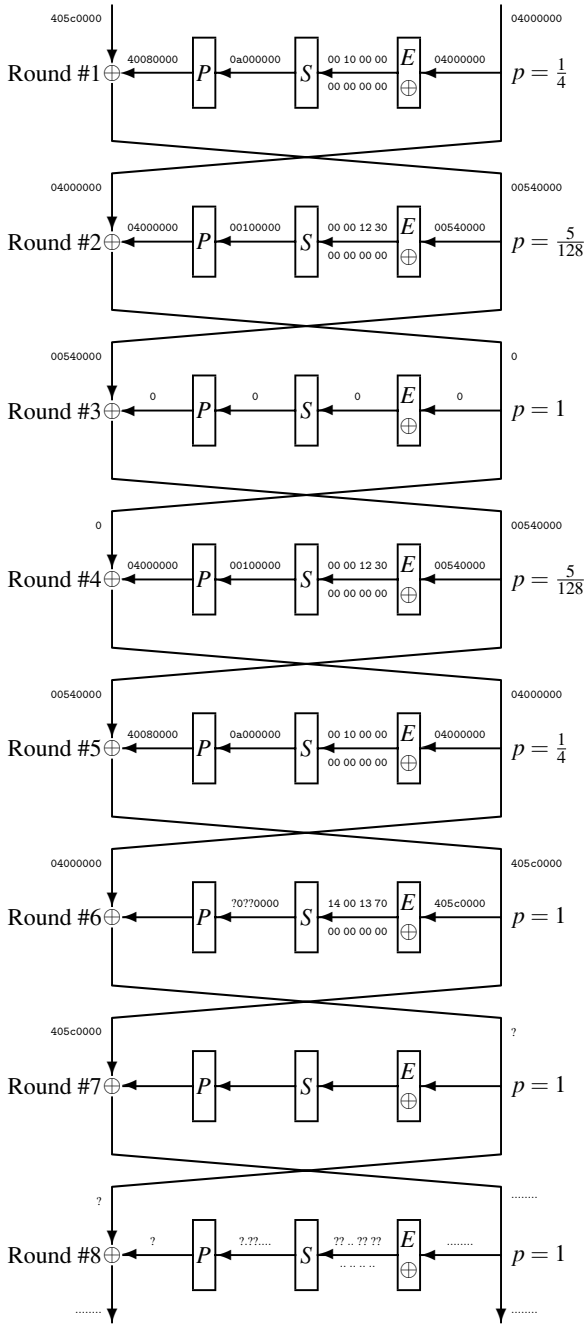 405c0000 04000000
Round #1 ⊕ 40080000 P 0a000000 S 00 10 00 00 E 04000000 p = 1/4
00 00 00 00 ⊕
04000000 00540000
Round #2 ⊕ 04000000 P 00100000 S 00 00 12 30 E 00540000 p = 5/128
00 00 00 00 ⊕
00540000 0
Round #3 ⊕ 0 P 0 S 0 E 0 p = 1
⊕
0 00540000
Round #4 ⊕ 04000000 P 00100000 S 00 00 12 30 E 00540000 p = 5/128
00 00 00 00 ⊕
00540000 04000000
Round #5 ⊕ 40080000 P 0a000000 S 00 10 00 00 E 04000000 p = 1/4
00 00 00 00 ⊕
04000000 405c0000
Round #6 ⊕ P ?0??0000 S 14 00 13 70 E 405c0000 p = 1
00 00 00 00 ⊕
405c0000 ?
Round #7 ⊕ P S E p = 1
⊕
? ........
Round #8 ⊕ ? P ?.??.... S ?? .. ?? ?? E ........ p = 1
.. .. .. .. ⊕
........ ........